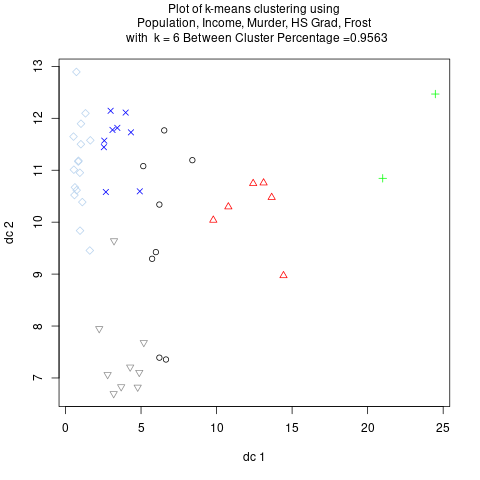 Plot of k-means clustering using
Population, Income, Murder, HS Grad, Frost
with  k = 6 Between Cluster Percentage =0.9563
13
12
11
10
9
8
7
dc 2
0 5 10 15 20 25
dc 1